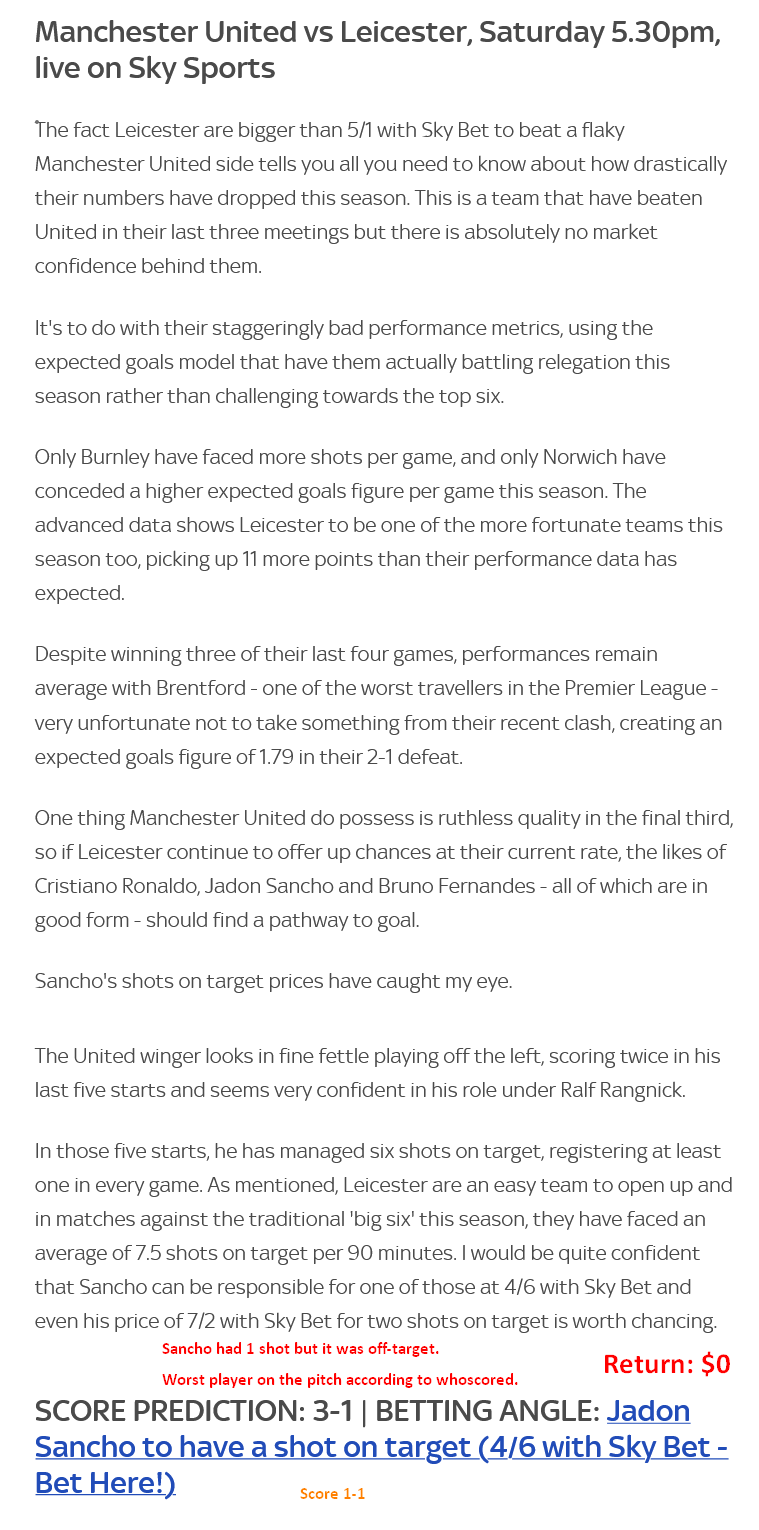 Manchester United vs Leicester, Saturday 5.30pm,
live on Sky Sports
The fact Leicester are bigger than 5/1 with Sky Bet to beat a flaky
Manchester United side tells you all you need to know about how drastically
their numbers have dropped this season. This is a team that have beaten
United in their last three meetings but there is absolutely no market
confidence behind them.
It's to do with their staggeringly bad performance metrics, using the
expected goals model that have them actually battling relegation this
season rather than challenging towards the top six.
Only Burnley have faced more shots per game, and only Norwich have
conceded a higher expected goals figure per game this season. The
advanced data shows Leicester to be one of the more fortunate teams this
season too, picking up 11 more points than their performance data has
expected.
Despite winning three of their last four games, performances remain
average with Brentford - one of the worst travellers in the Premier League -
very unfortunate not to take something from their recent clash, creating an
expected goals figure of 1.79 in their 2-1 defeat.
One thing Manchester United do possess is ruthless quality in the final third,
so if Leicester continue to offer up chances at their current rate, the likes of
Cristiano Ronaldo, Jadon Sancho and Bruno Fernandes - all of which are in
good form - should find a pathway to goal.
Sancho's shots on target prices have caught my eye.
The United winger looks in fine fettle playing off the left, scoring twice in his
last five starts and seems very confident in his role under Ralf Rangnick.
In those five starts, he has managed six shots on target, registering at least
one in every game. As mentioned, Leicester are an easy team to open up and
in matches against the traditional 'big six' this season, they have faced an
average of 7.5 shots on target per 90 minutes. I would be quite confident
that Sancho can be responsible for one of those at 4/6 with Sky Bet and
even his price of 7/2 with Sky Bet for two shots on target is worth chancing.
Sancho had 1 shot but it was off-target.
Worst player on the pitch according to whoscored.
Return: $0
SCORE PREDICTION: 3-1 | BETTING ANGLE: Jadon
Sancho to have a shot on target (4/6 with Sky Bet -
Bet Here!)
Score 1-1